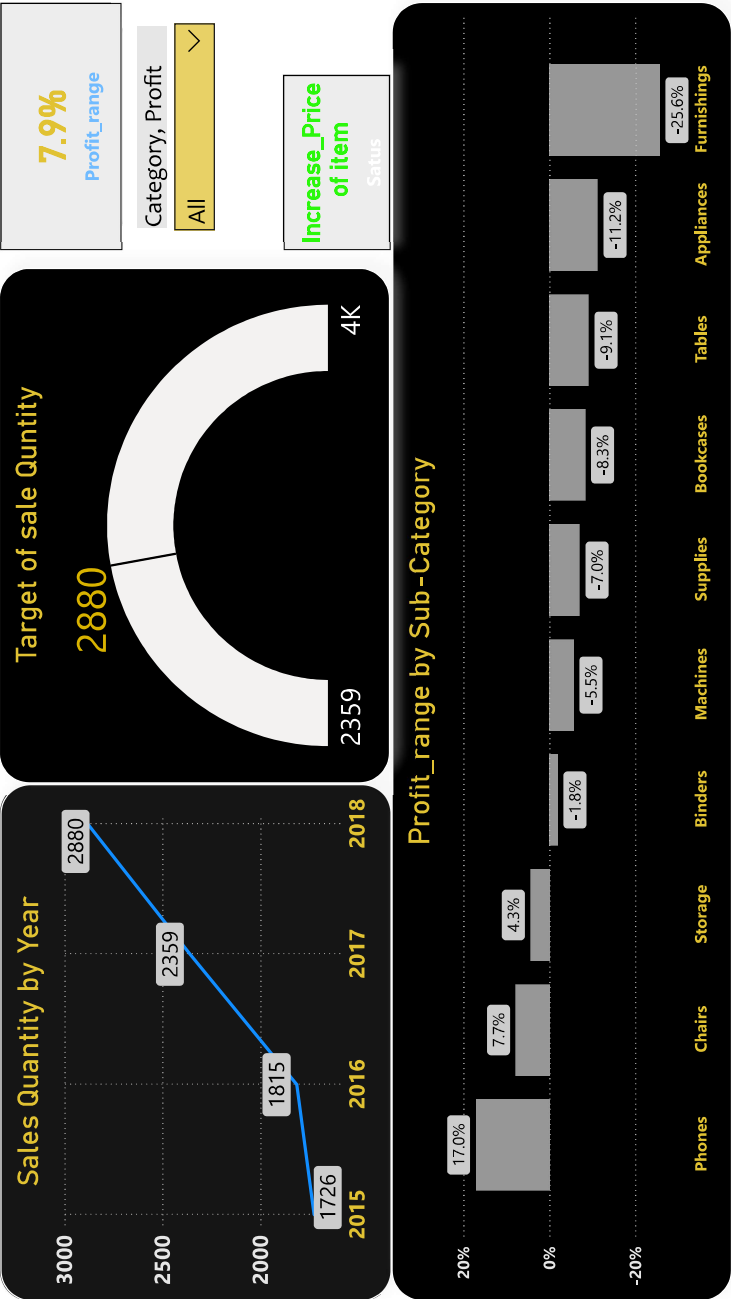 Sales Quantity by Year
3000
2500
2000
1726
1815
2359
2880
2015
2016
2017
2018
Target of sale Quntity
2880
2359
4K
7.9%
Profit_range
Category, Profit
All
Increase_Price
of item
Satus
Profit_range by Sub-Category
20%
0%
-20%
17.0%
7.7%
4.3%
-1.8%
-5.5%
-7.0%
-8.3%
-9.1%
-11.2%
-25.6%
Phones
Chairs
Storage
Binders
Machines
Supplies
Bookcases
Tables
Appliances
Furnishings